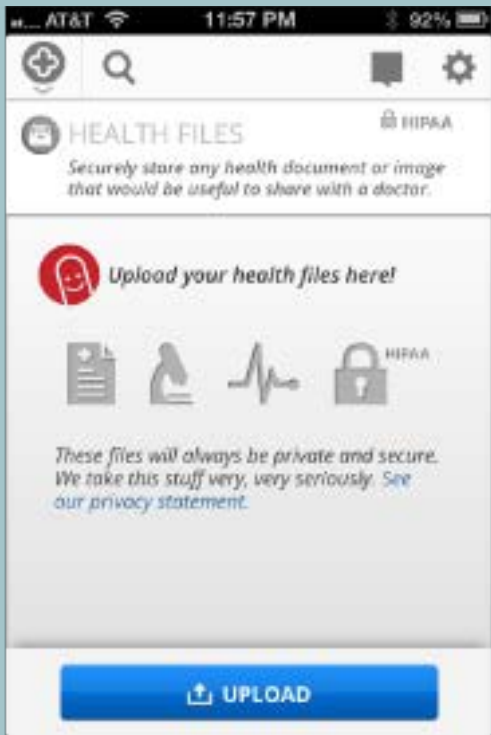 AT&T 11:57 PM 92%
HEALTH FILES HIPAA
Securely store any health document or image
that would be useful to share with a doctor.
Upload your health files here!
HIPAA
These files will always be private and secure.
We take this stuff very, very seriously. See
our privacy statement.
UPLOAD